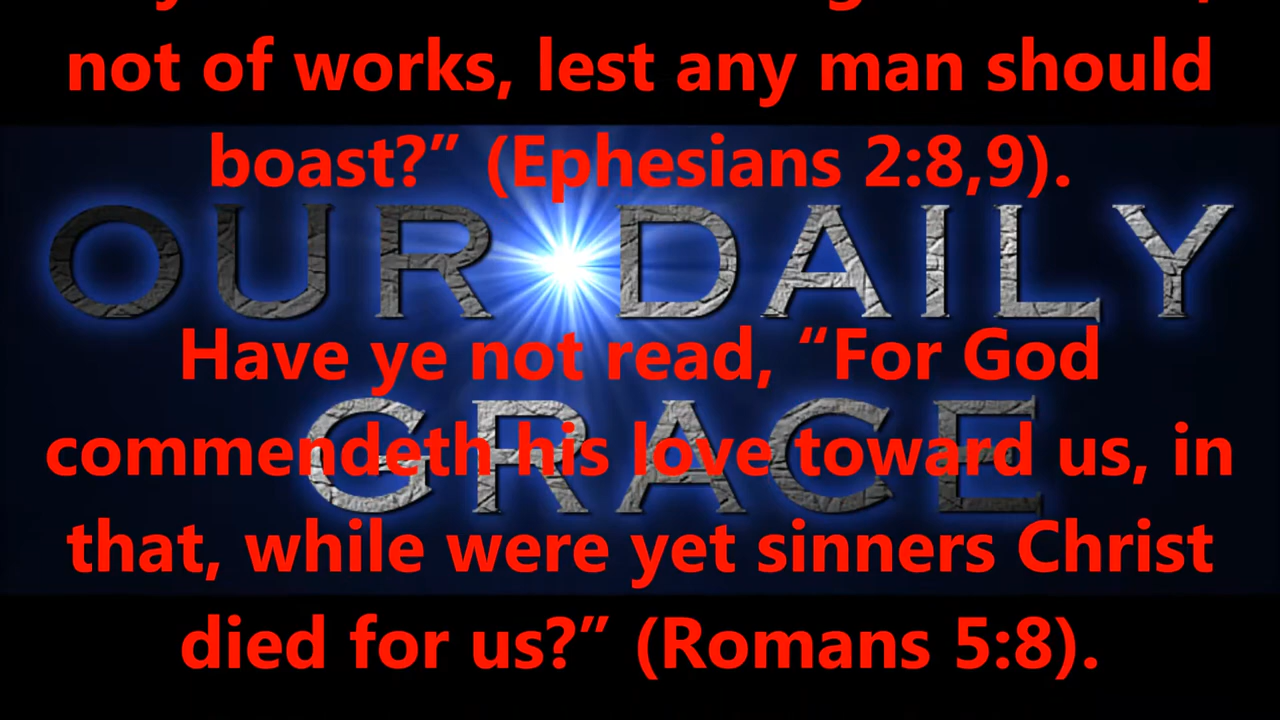 not of works, lest any man should
boast?” (Ephesians 2:8,9).
OUR DAILY
Have ye not read, “For God
GRACE
commendeth his love toward us, in
that, while were yet sinners Christ
died for us?” (Romans 5:8).